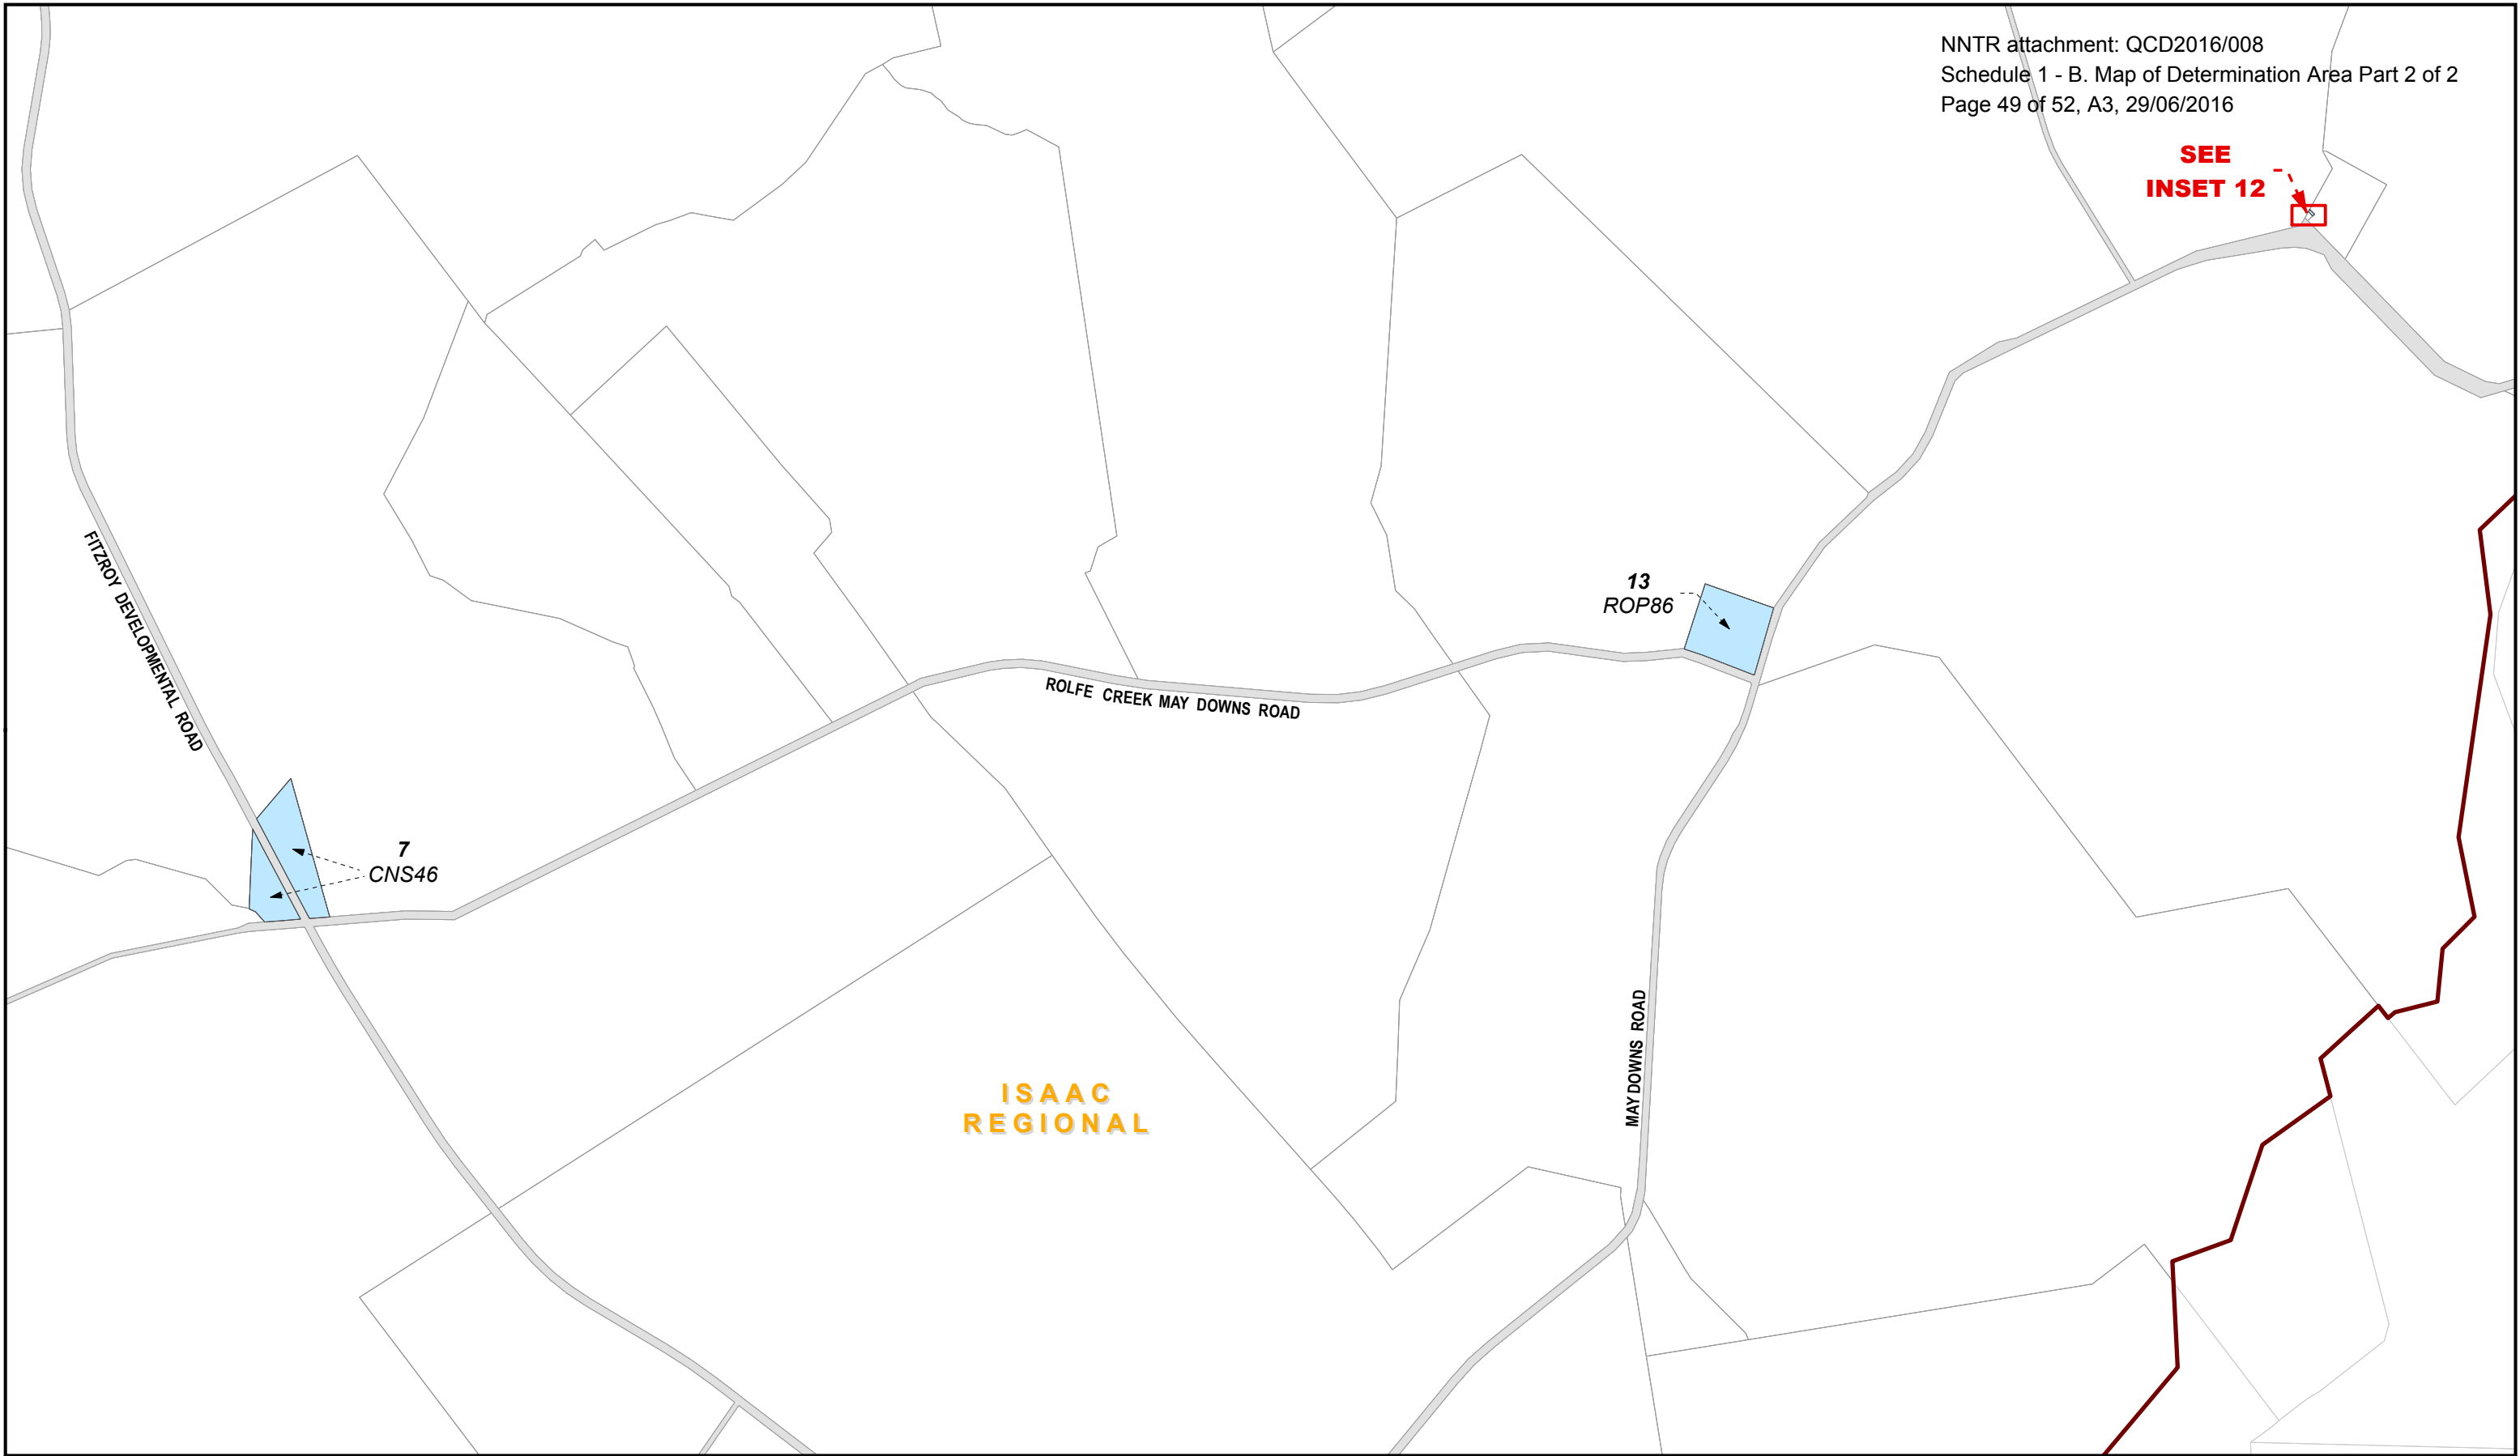 NNTR attachment: QCD2016/008
Schedule 1 - B. Map of Determination Area Part 2 of 2
Page 49 of 52, A3, 29/06/2016
SEE
INSET 12
FITZROY DEVELOPMENTAL ROAD
13
ROP86
ROLFE CREEK MAY DOWNS ROAD
7
CNS46
MAY DOWNS ROAD
ISAAC
REGIONAL